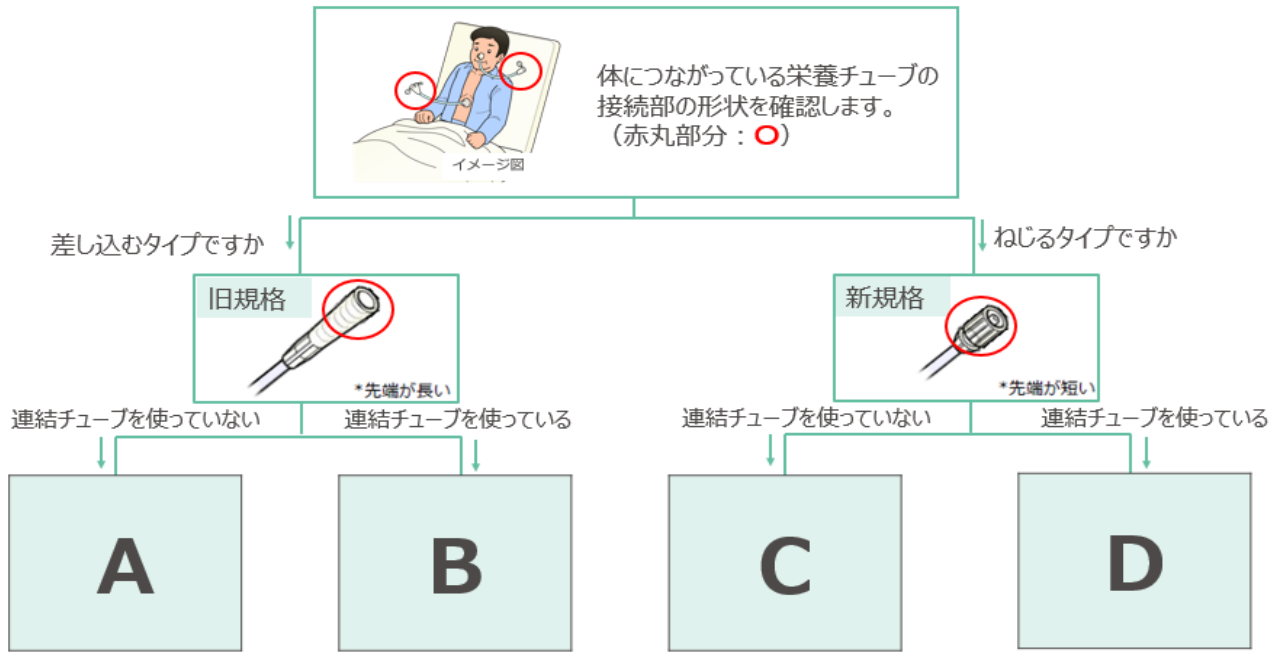 体につながっている栄養チューブの
接続部の形状を確認します。
（赤丸部分：〇）
イメージ図
差し込むタイプですか
ねじるタイプですか
旧規格
*先端が長い
新規格
*先端が短い
連結チューブを使っていない
連結チューブを使っている
連結チューブを使っていない
連結チューブを使っている
A
B
C
D